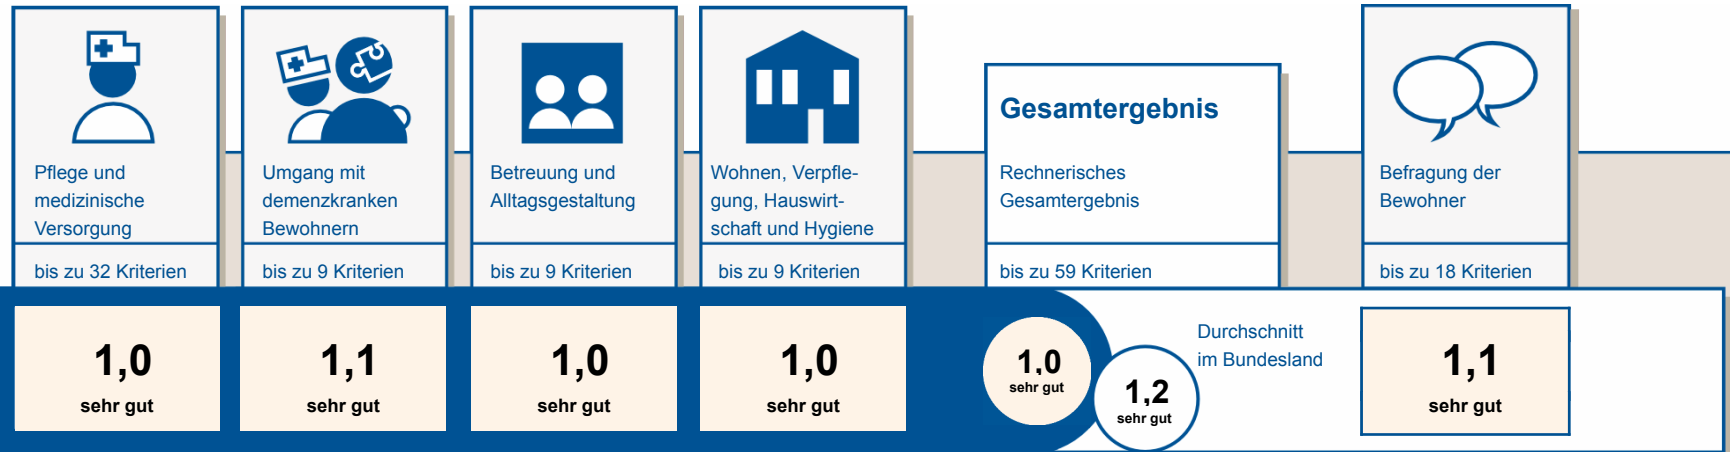 Pflege und
medizinische
Versorgung
bis zu 32 Kriterien
1,0
sehr gut
Umgang mit
demenzkranken
Bewohnern
bis zu 9 Kriterien
1,1
sehr gut
Betreuung und
Alltagsgestaltung
bis zu 9 Kriterien
1,0
sehr gut
Wohnen, Verpfle-
gung, Hauswirt-
schaft und Hygiene
bis zu 9 Kriterien
1,0
sehr gut
Gesamtergebnis
Rechnerisches
Gesamtergebnis
bis zu 59 Kriterien
1,0
sehr gut
1,2
sehr gut
Durchschnitt
im Bundesland
Befragung der
Bewohner
bis zu 18 Kriterien
1,1
sehr gut